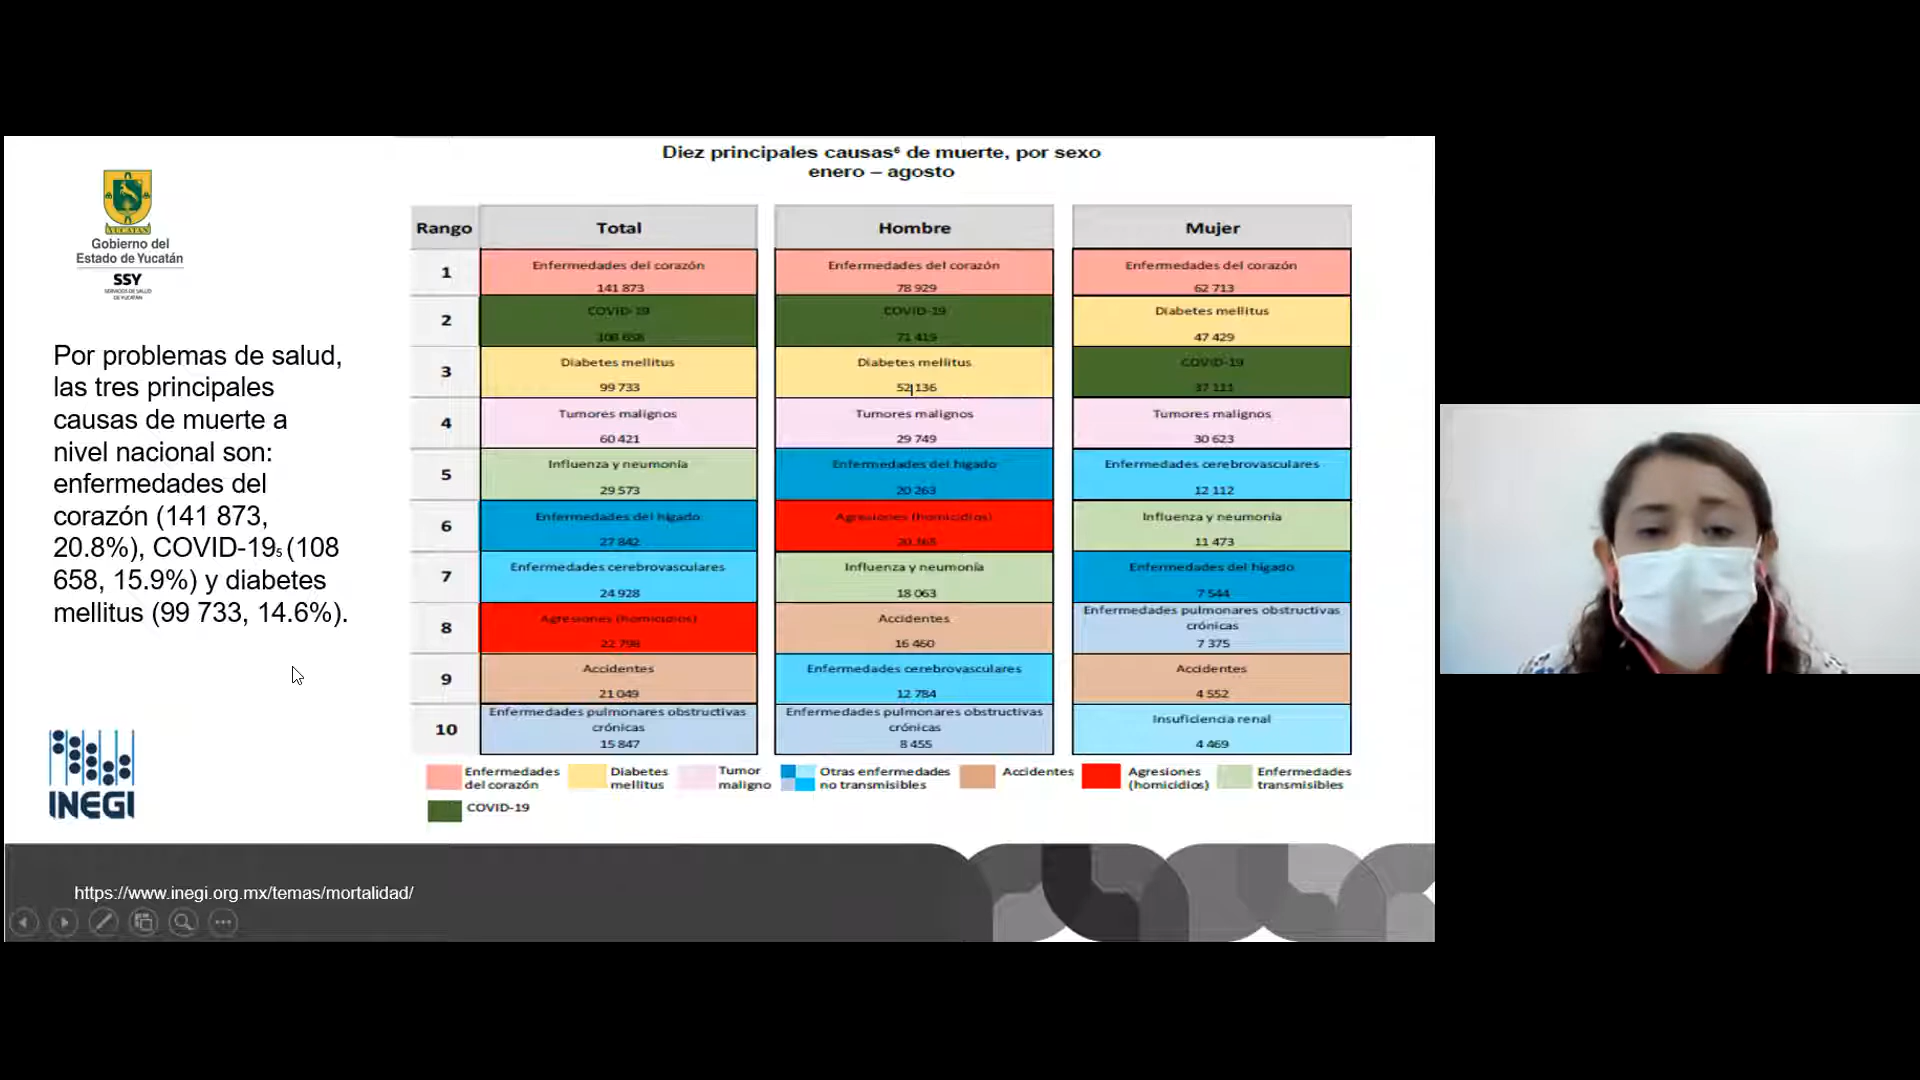 Diez principales causas⁶ de muerte, por sexo
enero – agosto
YUCATÁN
Gobierno del
Estado de Yucatán
SSY
SERVICIOS DE SALUD
DE YUCATÁN
Por problemas de salud,
las tres principales
causas de muerte a
nivel nacional son:
enfermedades del
corazón (141 873,
20.8%), COVID-19₅ (108
658, 15.9%) y diabetes
mellitus (99 733, 14.6%).
INEGI
Rango Total Hombre Mujer
1 Enfermedades del corazón 141 873 Enfermedades del corazón 78 929 Enfermedades del corazón 62 713
2 COVID-19 108 658 COVID-19 71 419 Diabetes mellitus 47 429
3 Diabetes mellitus 99 733 Diabetes mellitus 52 136 COVID-19 37 111
4 Tumores malignos 60 421 Tumores malignos 29 749 Tumores malignos 30 623
5 Influenza y neumonía 29 573 Enfermedades del hígado 20 263 Enfermedades cerebrovasculares 12 112
6 Enfermedades del hígado 27 842 Agresiones (homicidios) Influenza y neumonía 11 473
7 Enfermedades cerebrovasculares 24 928 Influenza y neumonía 18 063 Enfermedades del hígado 7 544
8 Agresiones (homicidios) 22 798 Accidentes 16 460 Enfermedades pulmonares obstructivas crónicas 7 375
9 Accidentes 21 049 Enfermedades cerebrovasculares 12 784 Accidentes 4 552
10 Enfermedades pulmonares obstructivas crónicas 15 847 Enfermedades pulmonares obstructivas crónicas 8 455 Insuficiencia renal 4 469
Enfermedades del corazón
Diabetes mellitus
Tumor maligno
Otras enfermedades no transmisibles
Accidentes
Agresiones (homicidios)
Enfermedades transmisibles
COVID-19
https://www.inegi.org.mx/temas/mortalidad/